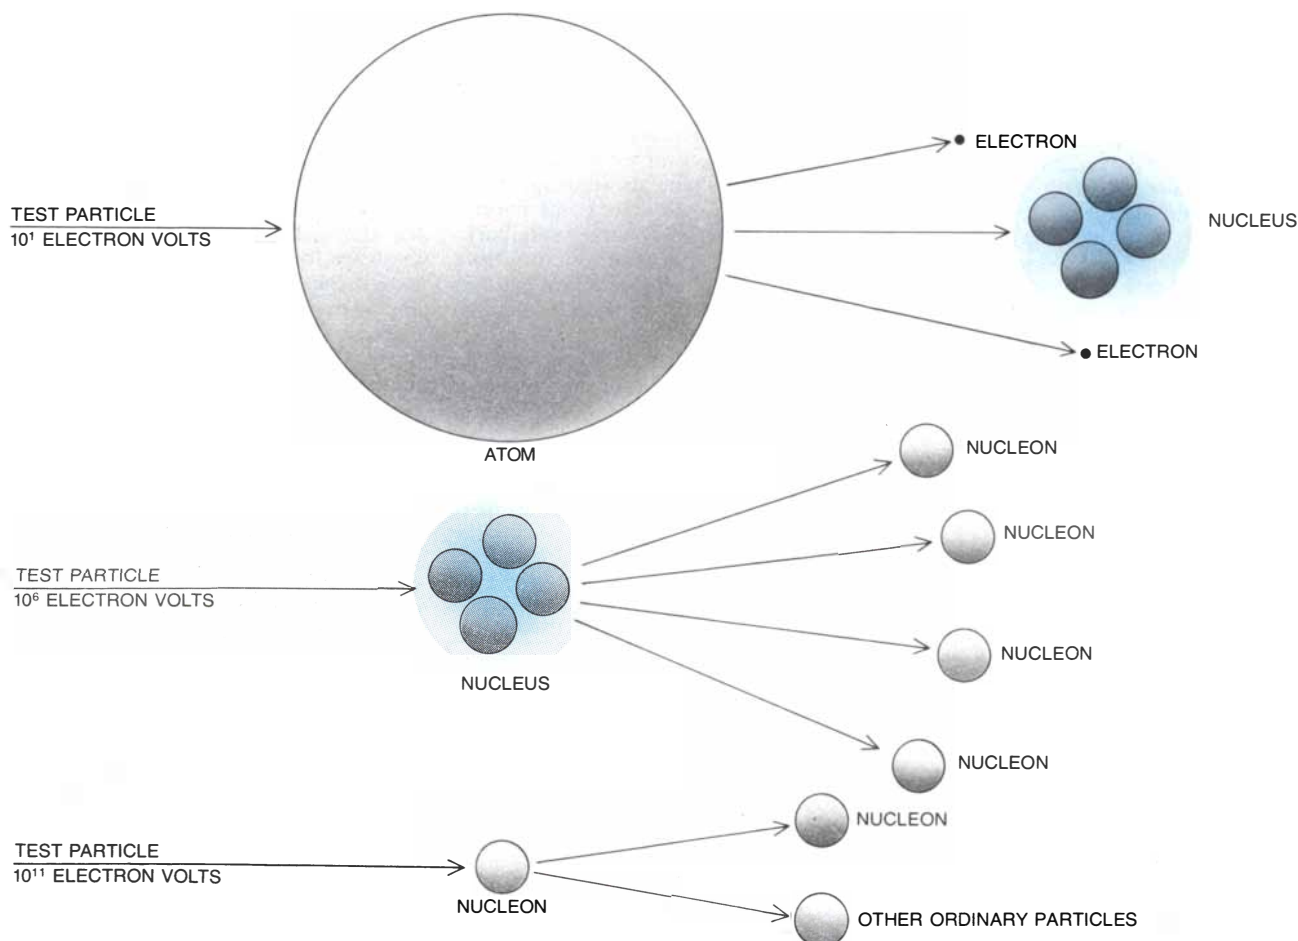 ELECTRON
TEST PARTICLE
10¹ ELECTRON VOLTS
NUCLEUS
ELECTRON
ATOM
NUCLEON
NUCLEON
TEST PARTICLE
10⁶ ELECTRON VOLTS
NUCLEON
NUCLEUS
NUCLEON
NUCLEON
TEST PARTICLE
10¹¹ ELECTRON VOLTS
NUCLEON
OTHER ORDINARY PARTICLES